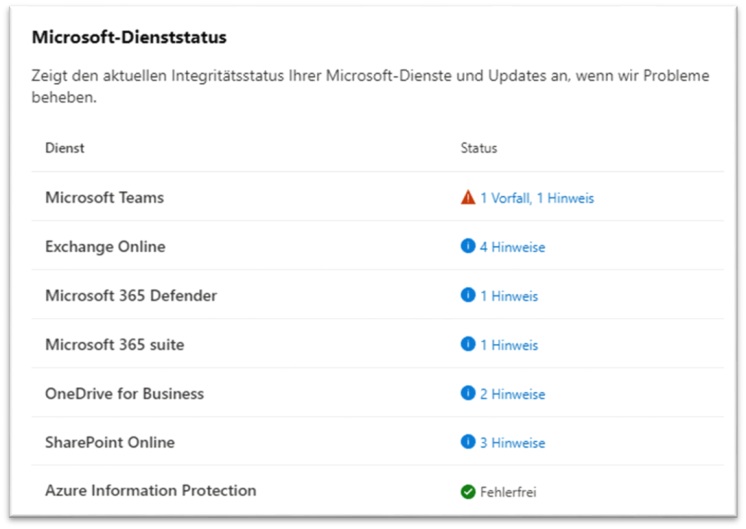 Microsoft-Dienststatus
Zeigt den aktuellen Integritätsstatus Ihrer Microsoft-Dienste und Updates an, wenn wir Probleme
beheben.
Dienst Status
Microsoft Teams 1 Vorfall, 1 Hinweis
Exchange Online 4 Hinweise
Microsoft 365 Defender 1 Hinweis
Microsoft 365 suite 1 Hinweis
OneDrive for Business 2 Hinweise
SharePoint Online 3 Hinweise
Azure Information Protection Fehlerfrei